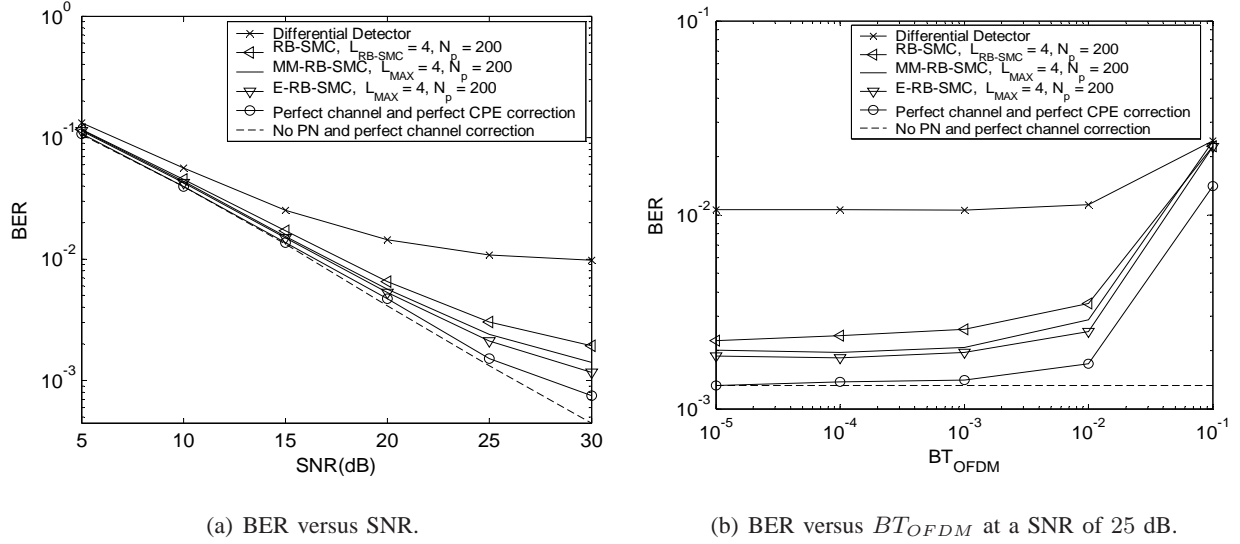 10^0
10^-1
10^-2
10^-3
BER
5 10 15 20 25 30
SNR(dB)
Differential Detector
RB-SMC, L_RB-SMC = 4, N_p = 200
MM-RB-SMC, L_MAX = 4, N_p = 200
E-RB-SMC, L_MAX = 4, N_p = 200
Perfect channel and perfect CPE correction
No PN and perfect channel correction
(a) BER versus SNR.
10^-1
10^-2
10^-3
BER
10^-5 10^-4 10^-3 10^-2 10^-1
BT_OFDM
Differential Detector
RB-SMC, L_RB-SMC = 4, N_p = 200
MM-RB-SMC, L_MAX = 4, N_p = 200
E-RB-SMC, L_MAX = 4, N_p = 200
Perfect channel and perfect CPE correction
No PN and perfect channel correction
(b) BER versus BT_OFDM at a SNR of 25 dB.